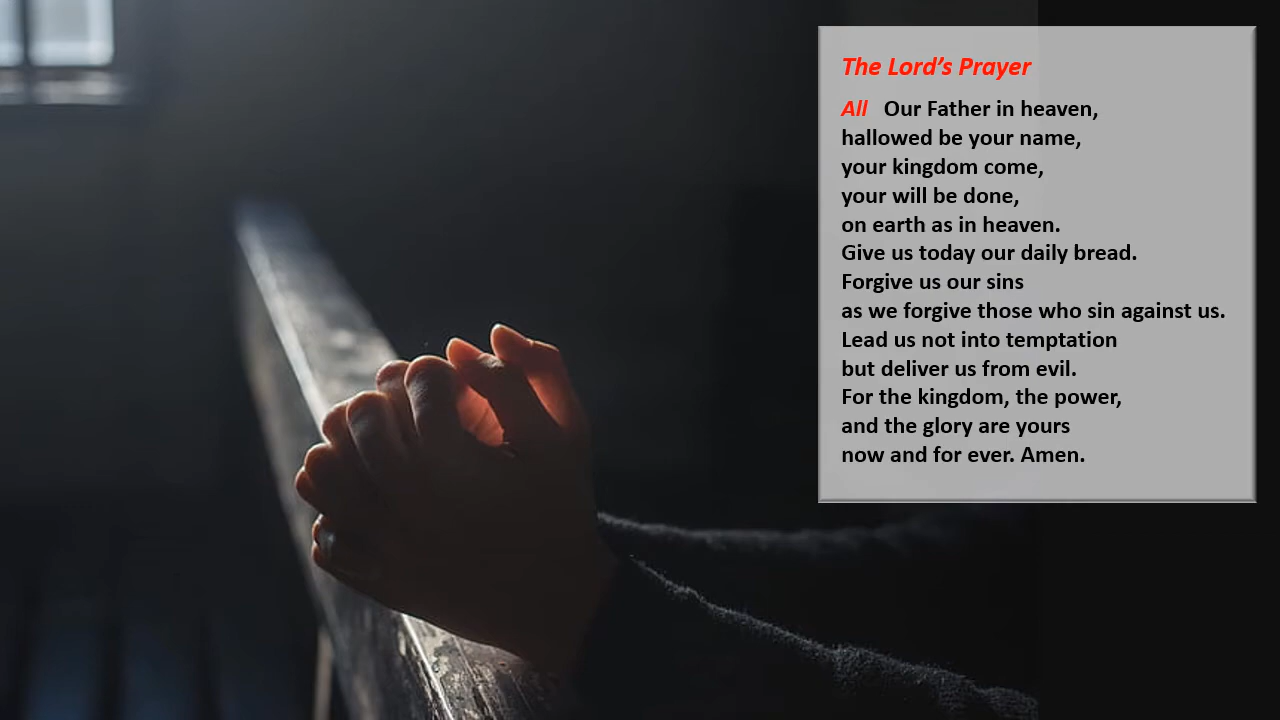 The Lord’s Prayer
All Our Father in heaven,
hallowed be your name,
your kingdom come,
your will be done,
on earth as in heaven.
Give us today our daily bread.
Forgive us our sins
as we forgive those who sin against us.
Lead us not into temptation
but deliver us from evil.
For the kingdom, the power,
and the glory are yours
now and for ever. Amen.